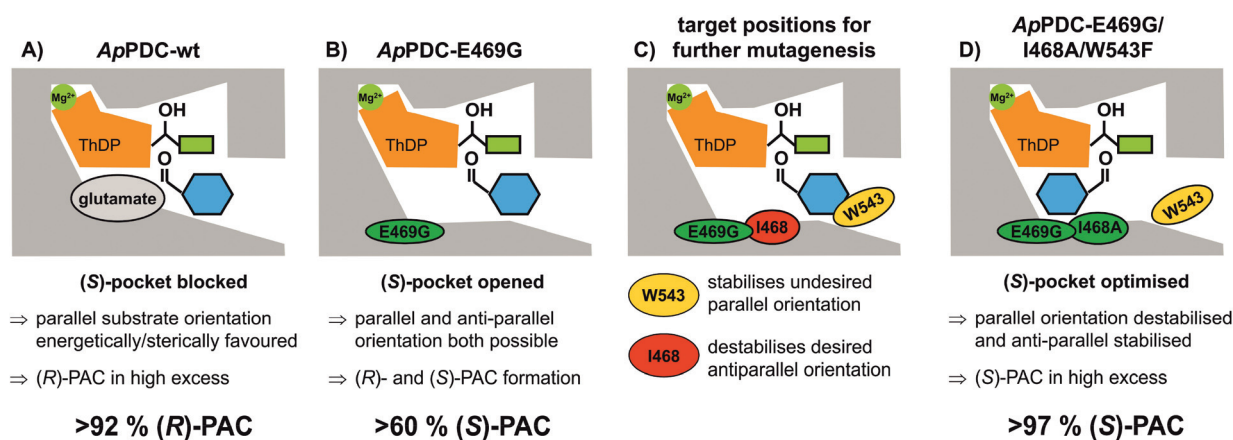 A)
ApPDC-wt
Mg2+
OH
ThDP
O
glutamate
(S)-pocket blocked
⇒ parallel substrate orientation
energetically/sterically favoured
⇒ (R)-PAC in high excess
>92 % (R)-PAC
B)
ApPDC-E469G
Mg2+
OH
ThDP
O
E469G
(S)-pocket opened
⇒ parallel and anti-parallel
orientation both possible
⇒ (R)- and (S)-PAC formation
>60 % (S)-PAC
C)
target positions for
further mutagenesis
Mg2+
OH
ThDP
O
W543
E469G
I468
W543
stabilises undesired
parallel orientation
I468
destabilises desired
antiparallel orientation
D)
ApPDC-E469G/
I468A/W543F
Mg2+
OH
ThDP
O
W543
E469G
I468A
(S)-pocket optimised
⇒ parallel orientation destabilised
and anti-parallel stabilised
⇒ (S)-PAC in high excess
>97 % (S)-PAC